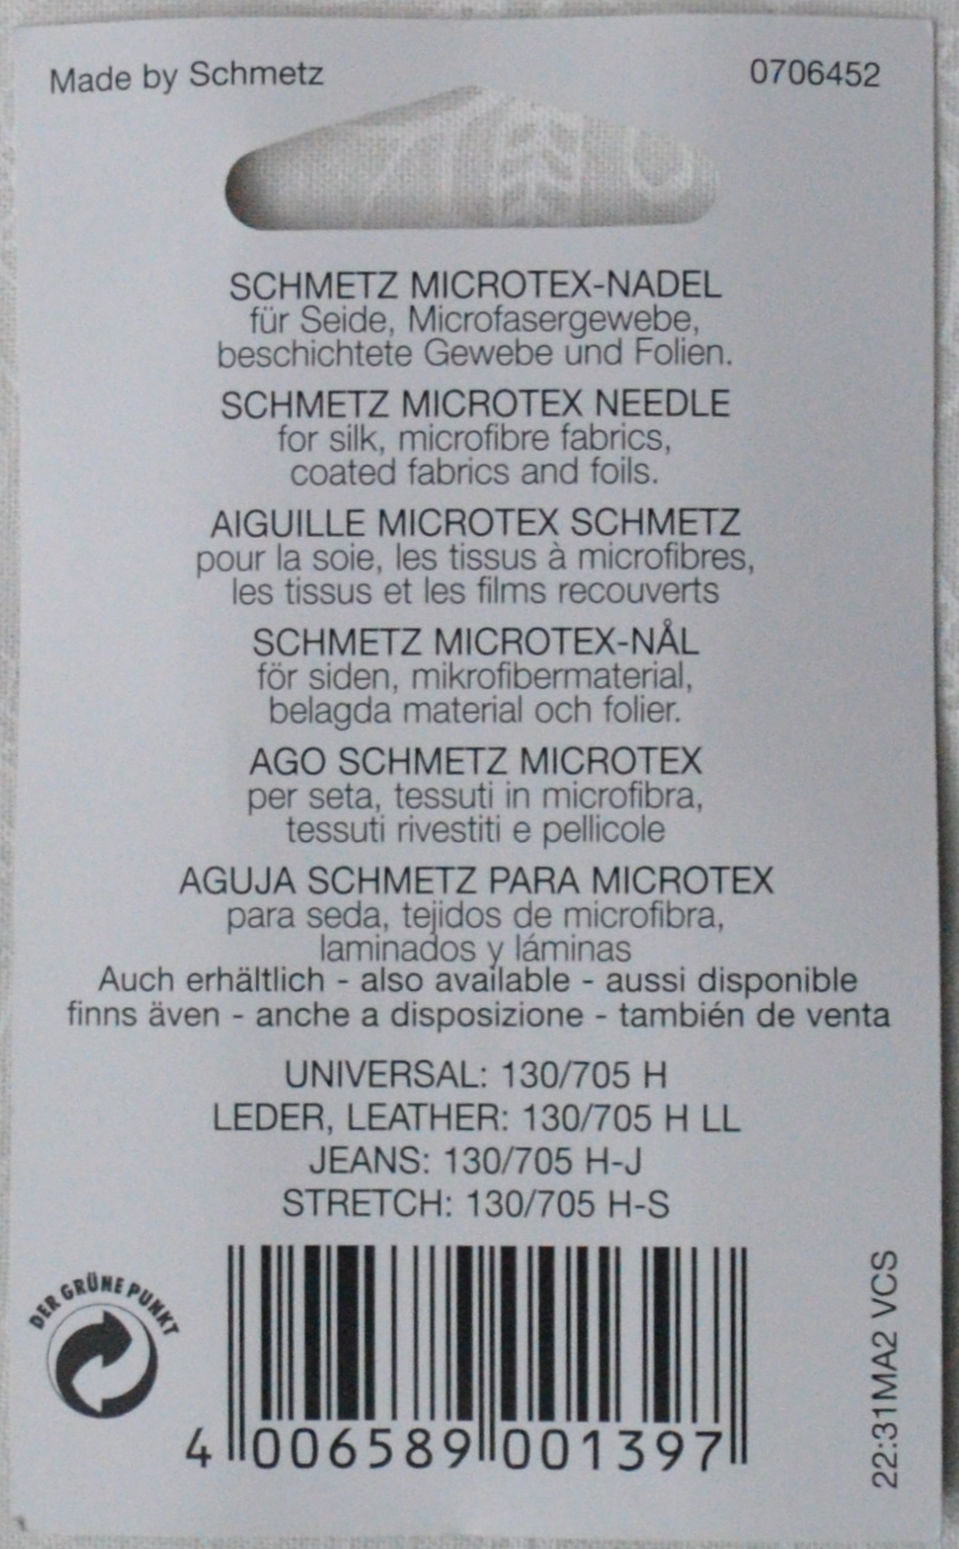 Made by Schmetz
0706452
SCHMETZ MICROTEX-NADEL
für Seide, Microfasergewebe,
beschichtete Gewebe und Folien.
SCHMETZ MICROTEX NEEDLE
for silk, microfibre fabrics,
coated fabrics and foils.
AIGUILLE MICROTEX SCHMETZ
pour la soie, les tissus à microfibres,
les tissus et les films recouverts
SCHMETZ MICROTEX-NÅL
för siden, mikrofibermaterial,
belagda material och folier.
AGO SCHMETZ MICROTEX
per seta, tessuti in microfibra,
tessuti rivestiti e pellicole
AGUJA SCHMETZ PARA MICROTEX
para seda, tejidos de microfibra,
laminados y láminas
Auch erhältlich - also available - aussi disponible
finns även - anche a disposizione - también de venta
UNIVERSAL: 130/705 H
LEDER, LEATHER: 130/705 H LL
JEANS: 130/705 H-J
STRETCH: 130/705 H-S
DER GRÜNE PUNKT
4 006589 001397
22:31MA2 VCS